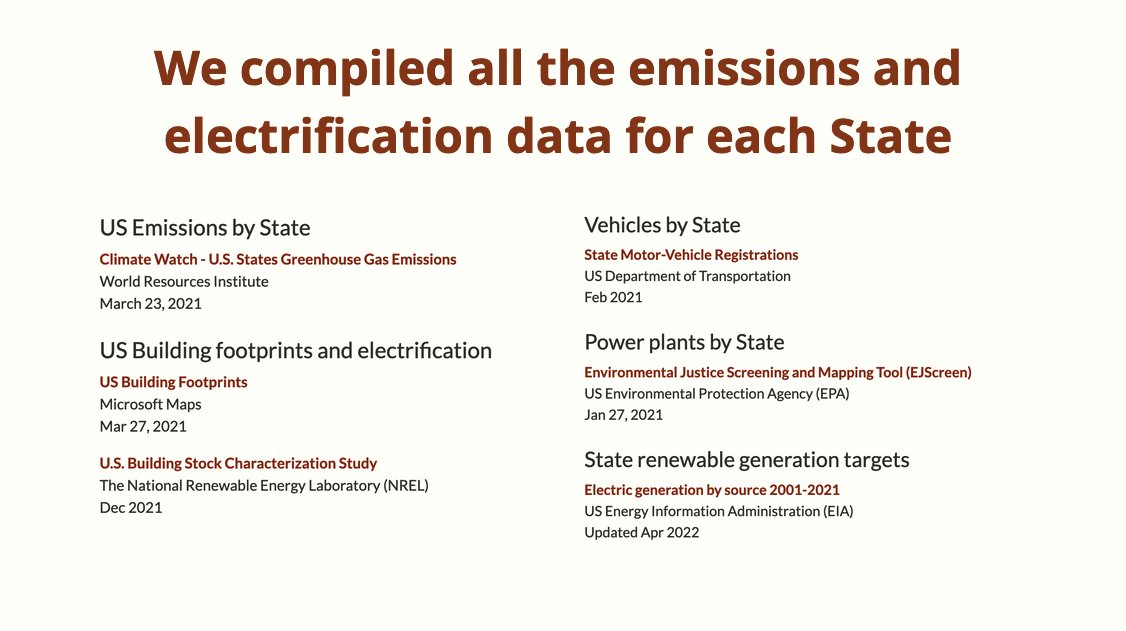 We compiled all the emissions and
electrification data for each State
US Emissions by State
Climate Watch - U.S. States Greenhouse Gas Emissions
World Resources Institute
March 23, 2021
US Building footprints and electrification
US Building Footprints
Microsoft Maps
Mar 27, 2021
U.S. Building Stock Characterization Study
The National Renewable Energy Laboratory (NREL)
Dec 2021
Vehicles by State
State Motor-Vehicle Registrations
US Department of Transportation
Feb 2021
Power plants by State
Environmental Justice Screening and Mapping Tool (EJScreen)
US Environmental Protection Agency (EPA)
Jan 27, 2021
State renewable generation targets
Electric generation by source 2001-2021
US Energy Information Administration (EIA)
Updated Apr 2022